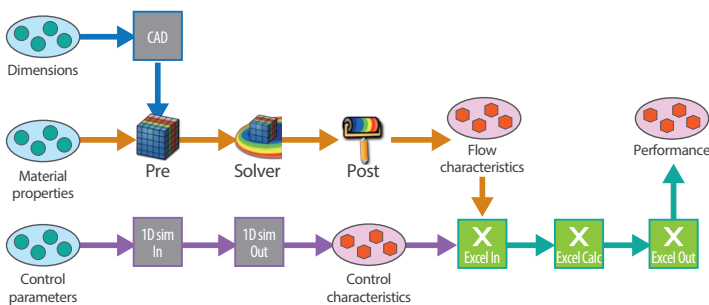 CAD
Dimensions
Material
properties
Pre
Solver
Post
Flow
characteristics
Performance
Control
parameters
1D sim
In
1D sim
Out
Control
characteristics
X
Excel In
X
Excel Calc
X
Excel Out